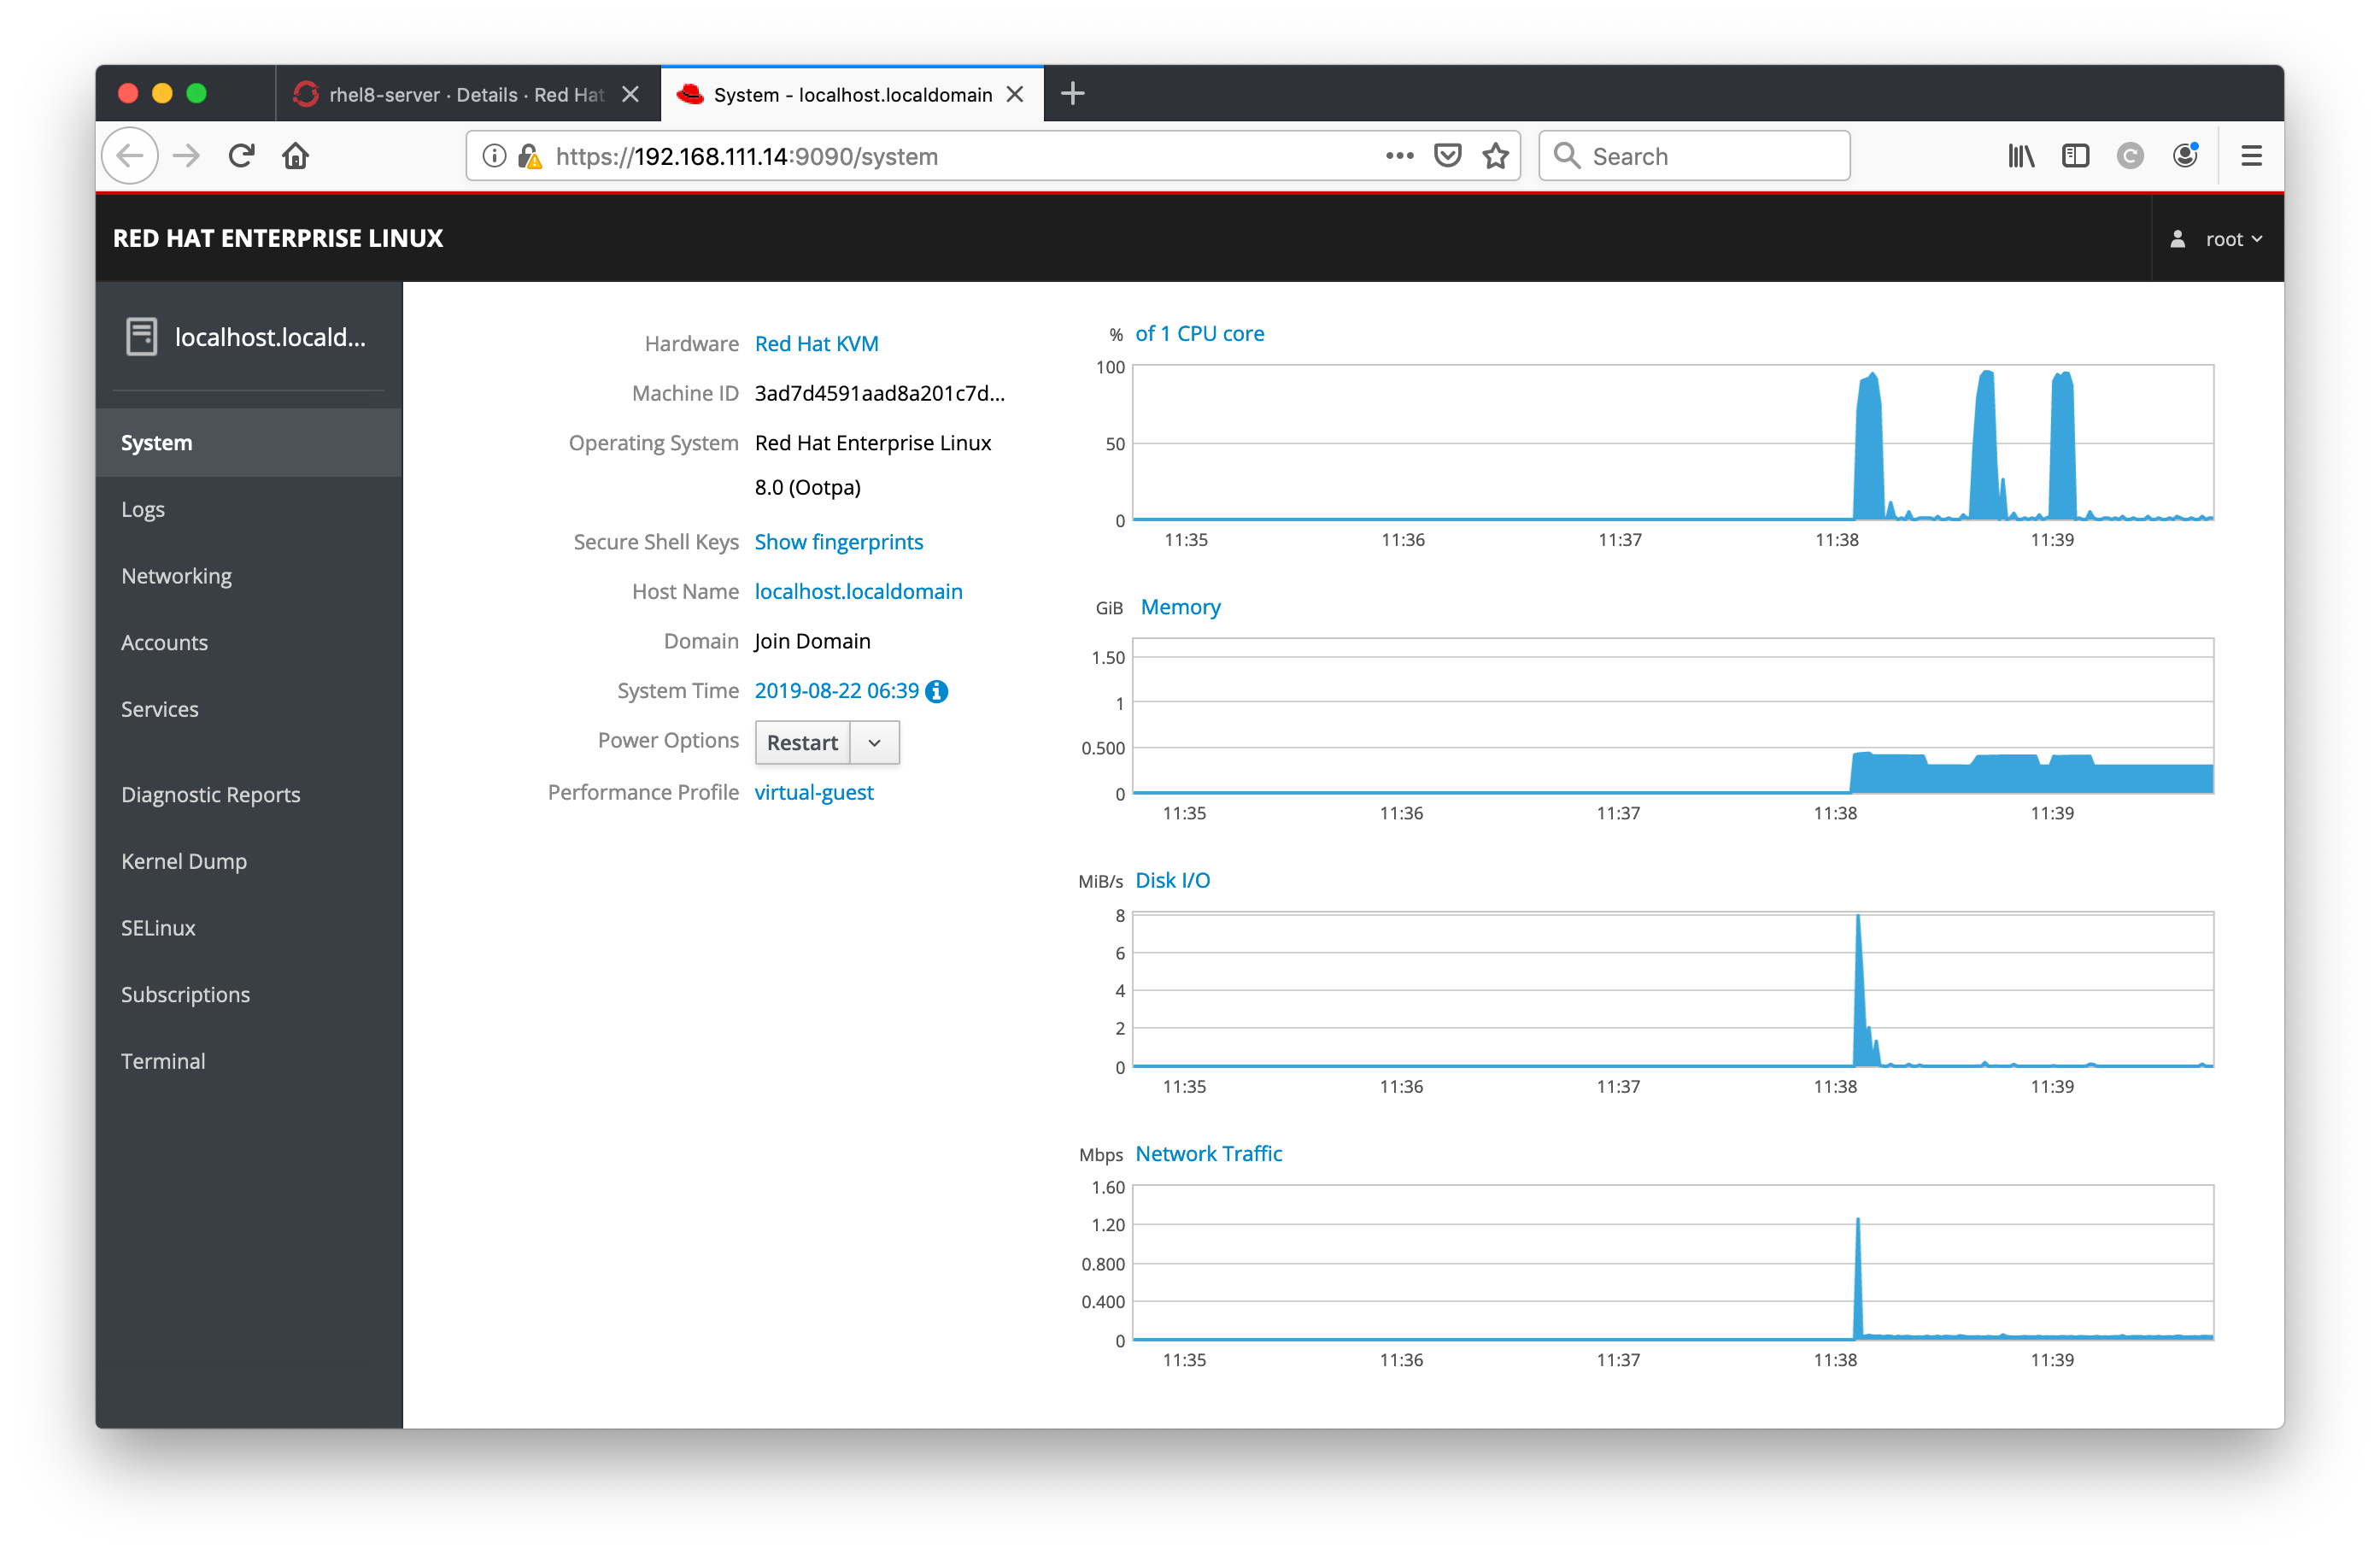 rhel8-server · Details · Red Hat
System - localhost.localdomain
https://192.168.111.14:9090/system
Search
RED HAT ENTERPRISE LINUX
root
localhost.locald...
System
Logs
Networking
Accounts
Services
Diagnostic Reports
Kernel Dump
SELinux
Subscriptions
Terminal
Hardware Red Hat KVM
Machine ID 3ad7d4591aad8a201c7d...
Operating System Red Hat Enterprise Linux
8.0 (Ootpa)
Secure Shell Keys Show fingerprints
Host Name localhost.localdomain
Domain Join Domain
System Time 2019-08-22 06:39
Power Options Restart
Performance Profile virtual-guest
% of 1 CPU core
100
50
0
11:35 11:36 11:37 11:38 11:39
GiB Memory
1.50
1
0.500
0
11:35 11:36 11:37 11:38 11:39
MiB/s Disk I/O
8
6
4
2
0
11:35 11:36 11:37 11:38 11:39
Mbps Network Traffic
1.60
1.20
0.800
0.400
0
11:35 11:36 11:37 11:38 11:39